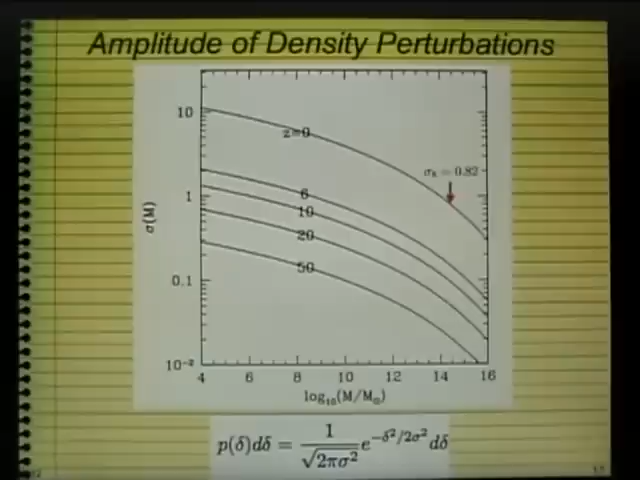 Amplitude of Density Perturbations
10
1
0.1
10⁻²
σ(M)
z=0
6
10
20
50
σ₈ = 0.82
4 6 8 10 12 14 16
log₁₀(M/M☉)
p(δ)dδ = 1/√(2πσ²) e^(−δ²/2σ²) dδ